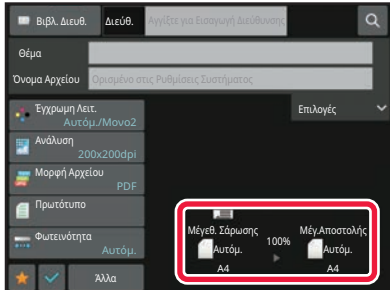 Βιβλ. Διευθ.
Διεύθ.
Αγγίξτε για Εισαγωγή Διεύθυνσης
Θέμα
Όνομα Αρχείου
Ορισμένο στις Ρυθμίσεις Συστήματος
Έγχρωμη Λειτ.
Αυτόμ./Μονο2
Επιλογές
Ανάλυση
200x200dpi
Μορφή Αρχείου
PDF
Πρωτότυπο
Φωτεινότητα
Αυτόμ.
Μέγεθ. Σάρωσης
100%
Μέγ.Αποστολής
Αυτόμ.
Αυτόμ.
A4
A4
Άλλα